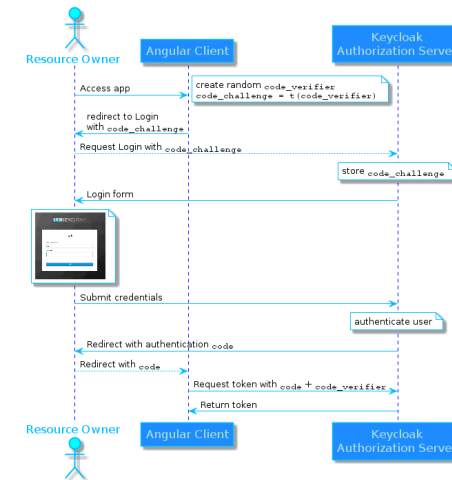 Resource Owner
Angular Client
Keycloak
Authorization Serve
Access app
create random code_verifier
code_challenge = t(code_verifier)
redirect to Login
with code_challenge
Request Login with code_challenge
store code_challenge
Login form
Submit credentials
authenticate user
Redirect with authentication code
Redirect with code
Request token with code + code_verifier
Return token
Resource Owner
Angular Client
Keycloak
Authorization Serve